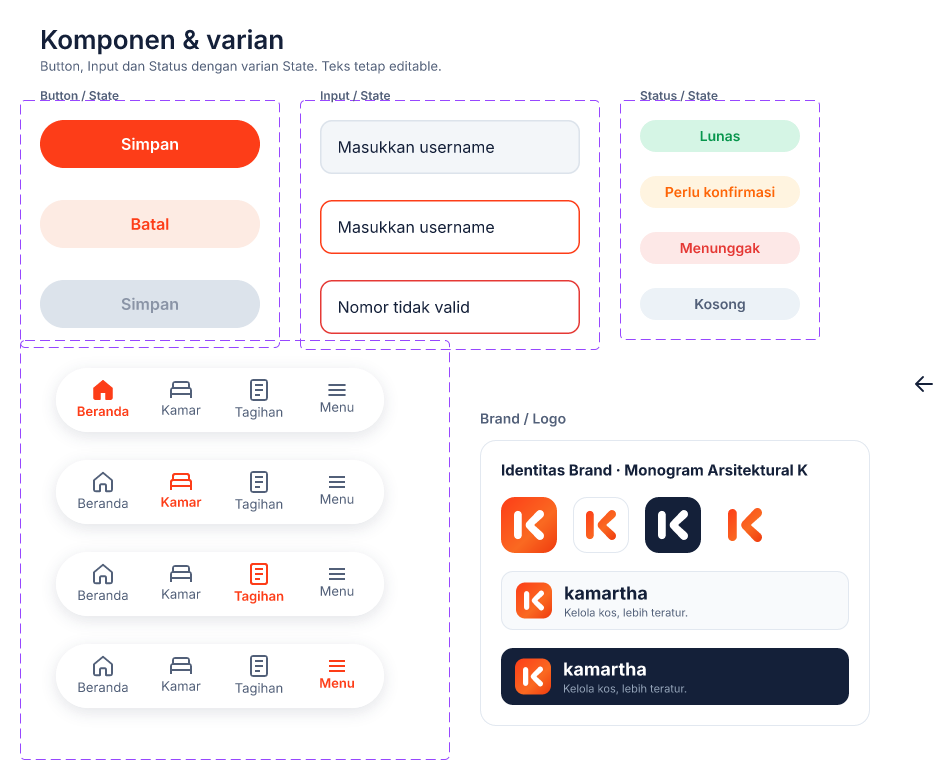 Komponen & varian
Button, Input dan Status dengan varian State. Teks tetap editable.
Button / State
Input / State
Status / State
Simpan
Masukkan username
Lunas
Perlu konfirmasi
Batal
Masukkan username
Menunggak
Simpan
Nomor tidak valid
Kosong
Beranda
Kamar
Tagihan
Menu
Beranda
Kamar
Tagihan
Menu
Beranda
Kamar
Tagihan
Menu
Beranda
Kamar
Tagihan
Menu
Brand / Logo
Identitas Brand · Monogram Arsitektural K
kamartha
Kelola kos, lebih teratur.
kamartha
Kelola kos, lebih teratur.